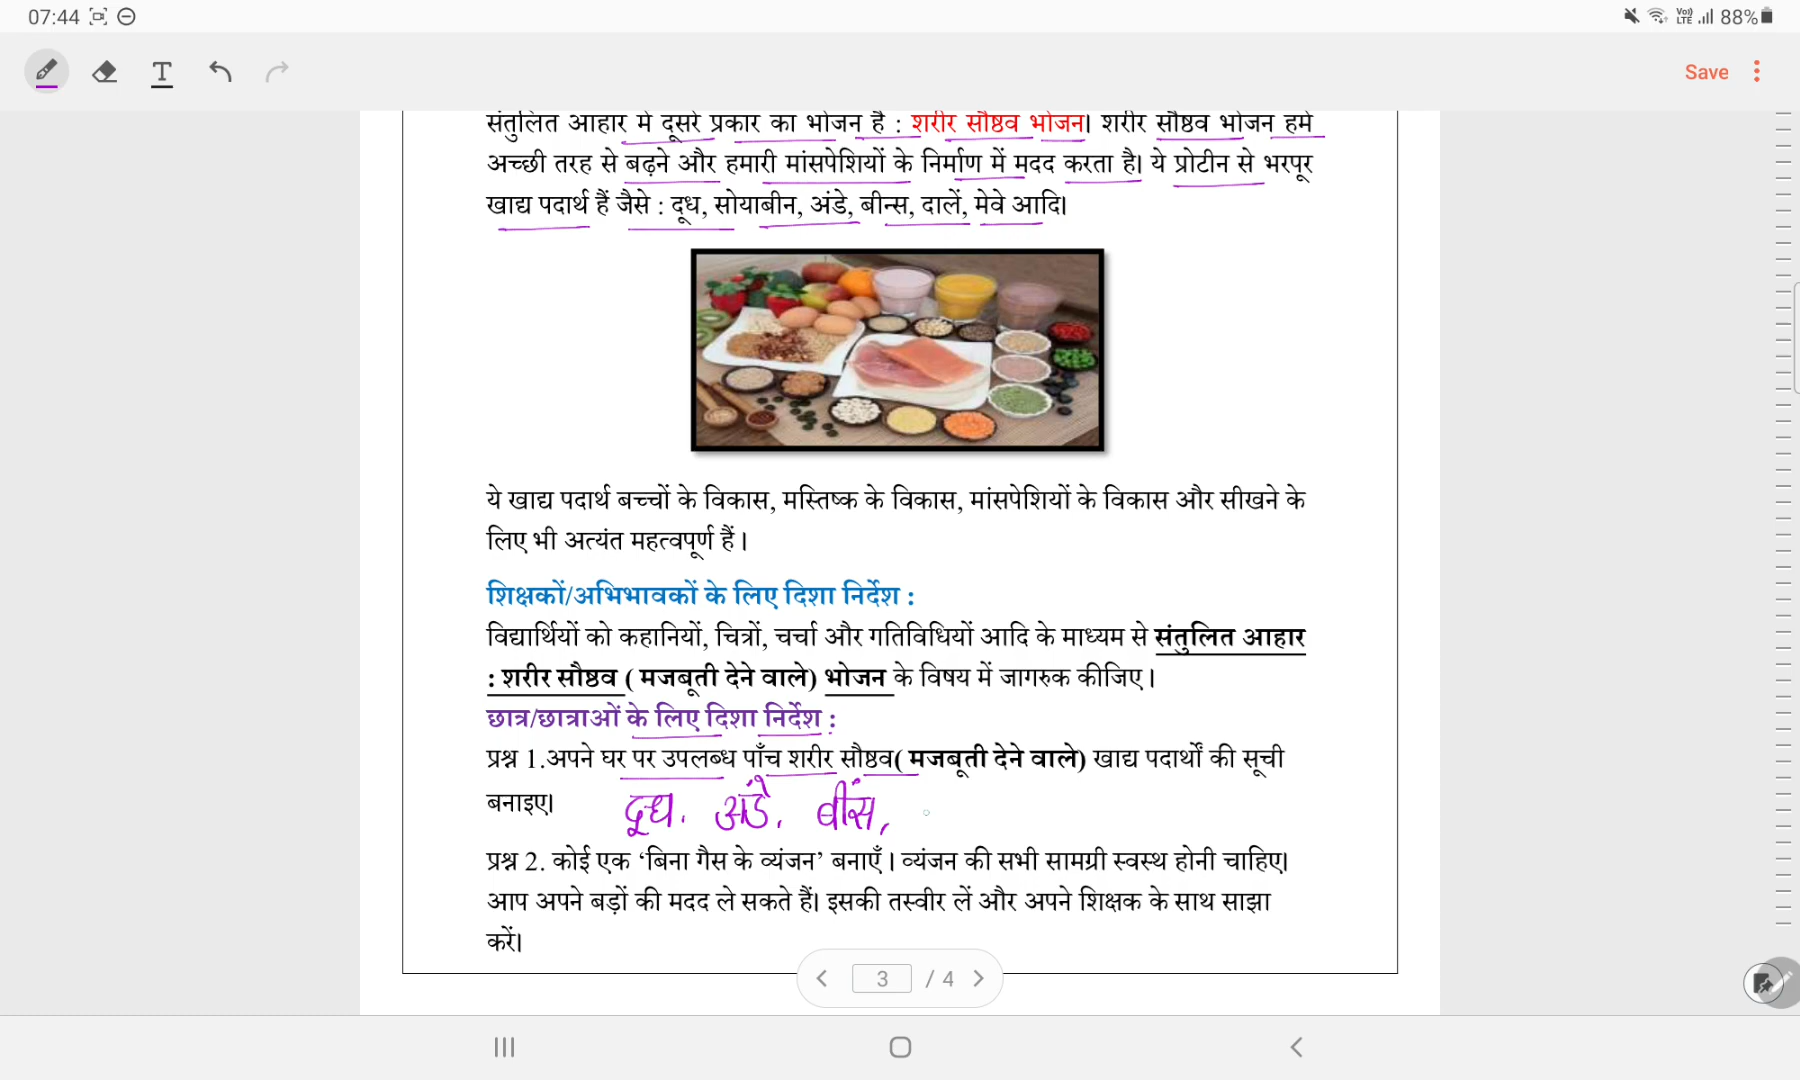 07:44 88%
Save
संतुलित आहार में दूसरे प्रकार का भोजन है : शरीर सौष्ठव भोजन। शरीर सौष्ठव भोजन हमें
अच्छी तरह से बढ़ने और हमारी मांसपेशियों के निर्माण में मदद करता है। ये प्रोटीन से भरपूर
खाद्य पदार्थ हैं जैसे : दूध, सोयाबीन, अंडे, बीन्स, दालें, मेवे आदि।
ये खाद्य पदार्थ बच्चों के विकास, मस्तिष्क के विकास, मांसपेशियों के विकास और सीखने के
लिए भी अत्यंत महत्वपूर्ण हैं।
शिक्षकों/अभिभावकों के लिए दिशा निर्देश :
विद्यार्थियों को कहानियों, चित्रों, चर्चा और गतिविधियों आदि के माध्यम से संतुलित आहार
: शरीर सौष्ठव ( मजबूती देने वाले) भोजन के विषय में जागरुक कीजिए।
छात्र/छात्राओं के लिए दिशा निर्देश :
प्रश्न 1.अपने घर पर उपलब्ध पाँच शरीर सौष्ठव( मजबूती देने वाले) खाद्य पदार्थों की सूची
बनाइए। दूध, अंडे, बींस,
प्रश्न 2. कोई एक ‘बिना गैस के व्यंजन’ बनाएँ। व्यंजन की सभी सामग्री स्वस्थ होनी चाहिए।
आप अपने बड़ों की मदद ले सकते हैं। इसकी तस्वीर लें और अपने शिक्षक के साथ साझा
करें।
3 / 4